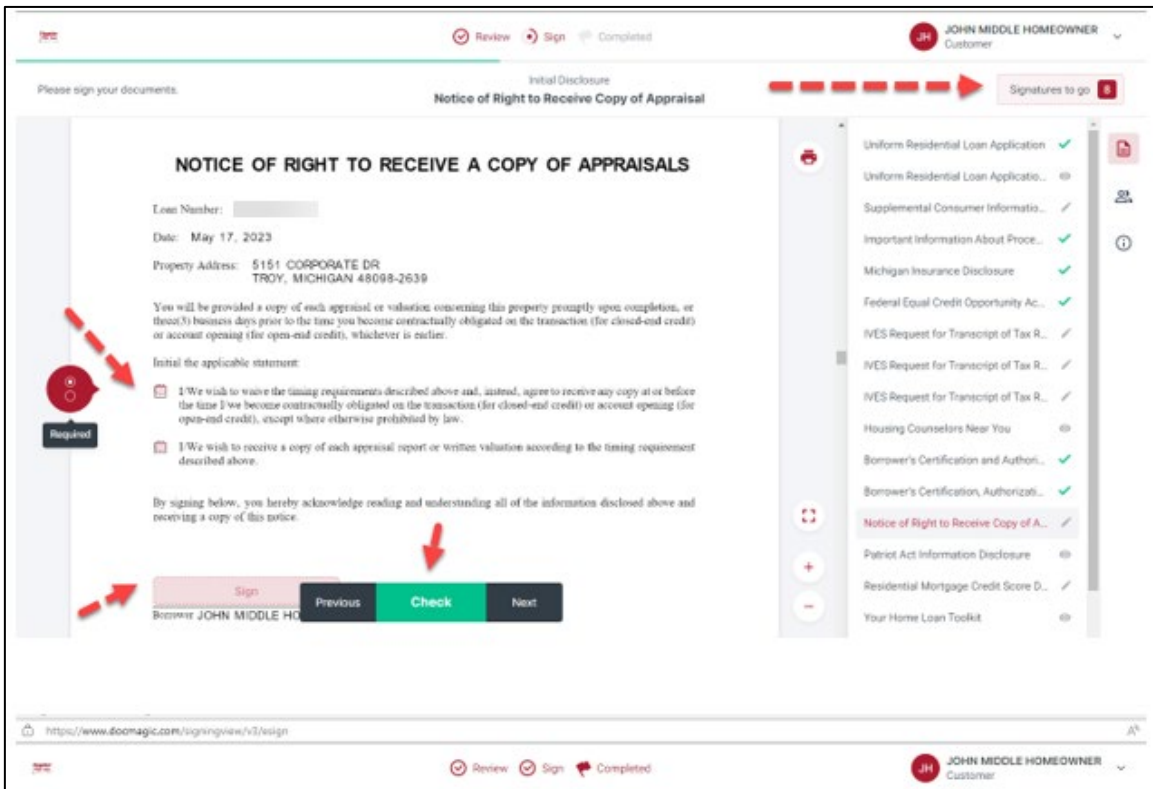 Review Sign Completed
JH JOHN MIDDLE HOMEOWNER
Customer
Please sign your documents.
Initial Disclosure
Notice of Right to Receive Copy of Appraisal
Signatures to go 8
NOTICE OF RIGHT TO RECEIVE A COPY OF APPRAISALS
Loan Number:
Date: May 17, 2023
Property Address: 5151 CORPORATE DR
TROY, MICHIGAN 48098-2639
You will be provided a copy of each appraisal or valuation concerning this property promptly upon completion, or
three(3) business days prior to the time you become contractually obligated on the transaction (for closed-end credit)
or account opening (for open-end credit), whichever is earlier.
Initial the applicable statement:
I/We wish to waive the timing requirements described above and, instead, agree to receive any copy at or before
the time I/we become contractually obligated on the transaction (for closed-end credit) or account opening (for
open-end credit), except where otherwise prohibited by law.
Required
I/We wish to receive a copy of each appraisal report or written valuation according to the timing requirement
described above.
By signing below, you hereby acknowledge reading and understanding all of the information disclosed above and
receiving a copy of this notice.
Sign
Previous Check Next
Borrower JOHN MIDDLE HO
Uniform Residential Loan Application
Uniform Residential Loan Applicatio...
Supplemental Consumer Informatio...
Important Information About Proce...
Michigan Insurance Disclosure
Federal Equal Credit Opportunity Ac...
IVES Request for Transcript of Tax R...
IVES Request for Transcript of Tax R...
IVES Request for Transcript of Tax R...
Housing Counselors Near You
Borrower's Certification and Authori...
Borrower's Certification, Authorizati...
Notice of Right to Receive Copy of A...
Patriot Act Information Disclosure
Residential Mortgage Credit Score D...
Your Home Loan Toolkit
https://www.docmagic.com/signingview/v3/esign
Review Sign Completed
JH JOHN MIDDLE HOMEOWNER
Customer